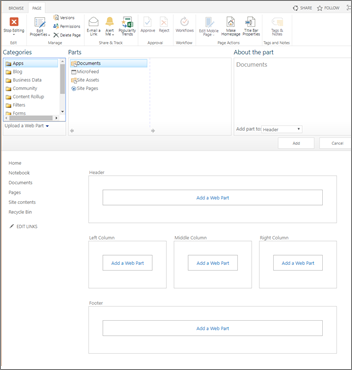 BROWSE PAGE SHARE FOLLOW
Stop Editing
Edit Properties
Versions
Permissions
Delete Page
E-mail a Link
Alert Me
Popularity Trends
Approve Reject
Workflows
Edit Mobile Page
Make Homepage
Title Bar Properties
Tags & Notes
Edit Manage Share & Track Approval Workflow Page Actions Tags and Notes
Categories Parts About the part
Apps
Blog
Business Data
Community
Content Rollup
Filters
Forms
Documents
MicroFeed
Site Assets
Site Pages
Documents
Upload a Web Part
Add part to: Header
Add Cancel
Home
Notebook
Documents
Pages
Site contents
Recycle Bin
EDIT LINKS
Header
Add a Web Part
Left Column Middle Column Right Column
Add a Web Part Add a Web Part Add a Web Part
Footer
Add a Web Part